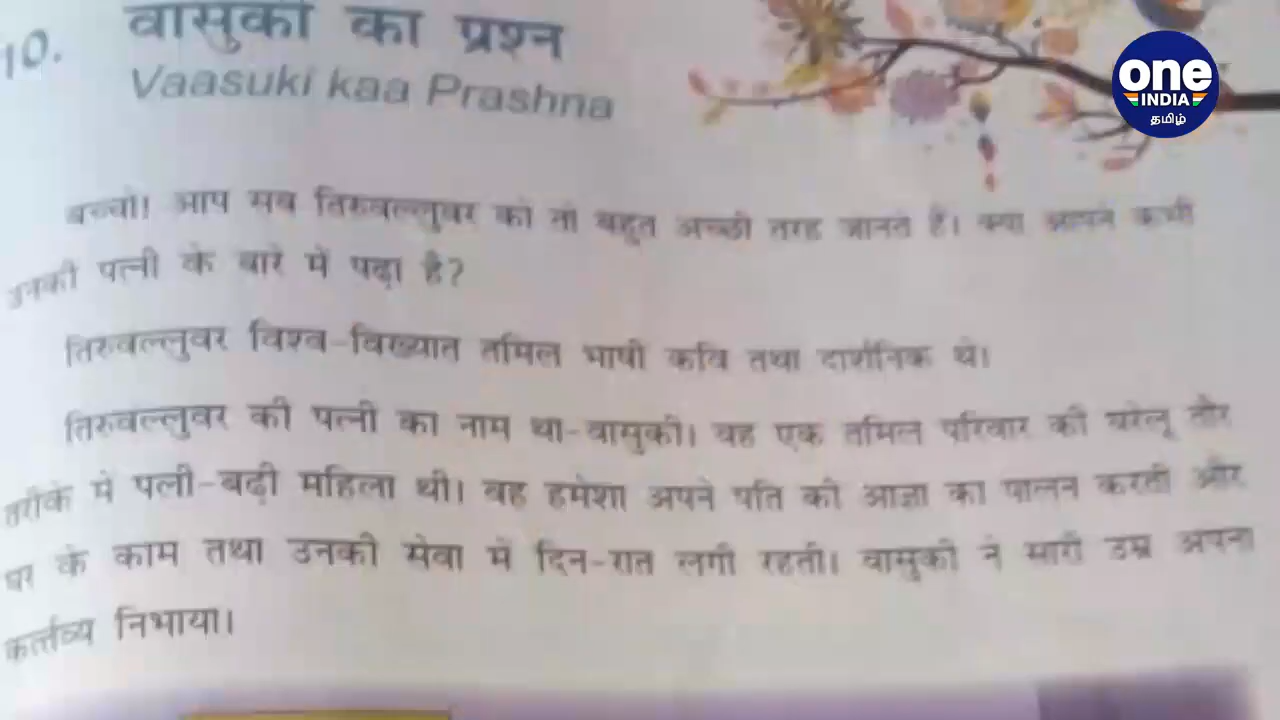 10. वासुकी का प्रश्न
Vaasuki kaa Prashna
one
INDIA
தமிழ்
बच्चो! आप सब तिरुवल्लुवर को तो बहुत अच्छी तरह जानते हैं। क्या आपने कभी
उनकी पत्नी के बारे में पढ़ा है?
तिरुवल्लुवर विश्व-विख्यात तमिल भाषी कवि तथा दार्शनिक थे।
तिरुवल्लुवर की पत्नी का नाम था-वासुकी। वह एक तमिल परिवार की घरेलू तौर
तरीके में पली-बढ़ी महिला थी। वह हमेशा अपने पति की आज्ञा का पालन करती और
घर के काम तथा उनकी सेवा में दिन-रात लगी रहती। वासुकी ने सारी उम्र अपना
कर्त्तव्य निभाया।